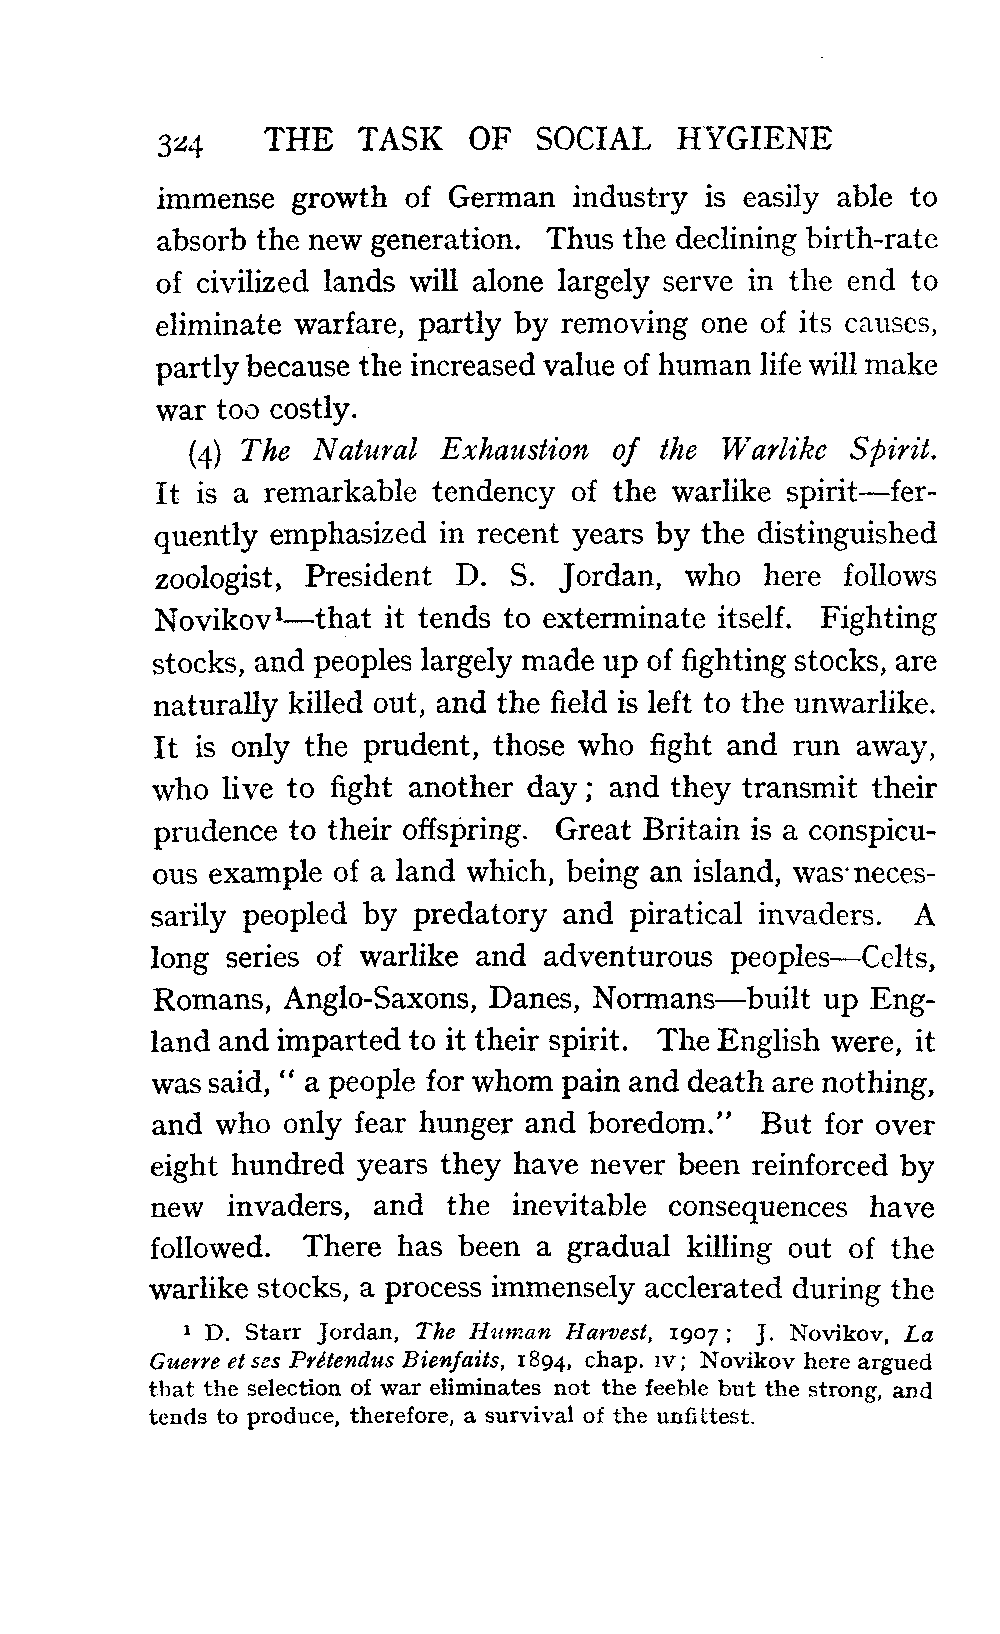 324 THE TASK OF SOCIAL HYGIENE
immense growth of German industry is easily able to
absorb the new generation. Thus the declining birth-rate
of civilized lands will alone largely serve in the end to
eliminate warfare, partly by removing one of its causes,
partly because the increased value of human life will make
war too costly.
(4) The Natural Exhaustion of the Warlike Spirit.
It is a remarkable tendency of the warlike spirit—fer-
quently emphasized in recent years by the distinguished
zoologist, President D. S. Jordan, who here follows
Novikov¹—that it tends to exterminate itself. Fighting
stocks, and peoples largely made up of fighting stocks, are
naturally killed out, and the field is left to the unwarlike.
It is only the prudent, those who fight and run away,
who live to fight another day; and they transmit their
prudence to their offspring. Great Britain is a conspicu-
ous example of a land which, being an island, was neces-
sarily peopled by predatory and piratical invaders. A
long series of warlike and adventurous peoples—Celts,
Romans, Anglo-Saxons, Danes, Normans—built up Eng-
land and imparted to it their spirit. The English were, it
was said, “ a people for whom pain and death are nothing,
and who only fear hunger and boredom.” But for over
eight hundred years they have never been reinforced by
new invaders, and the inevitable consequences have
followed. There has been a gradual killing out of the
warlike stocks, a process immensely acclerated during the
¹ D. Starr Jordan, The Human Harvest, 1907; J. Novikov, La
Guerre et ses Prétendus Bienfaits, 1894, chap. IV; Novikov here argued
that the selection of war eliminates not the feeble but the strong, and
tends to produce, therefore, a survival of the unfittest.